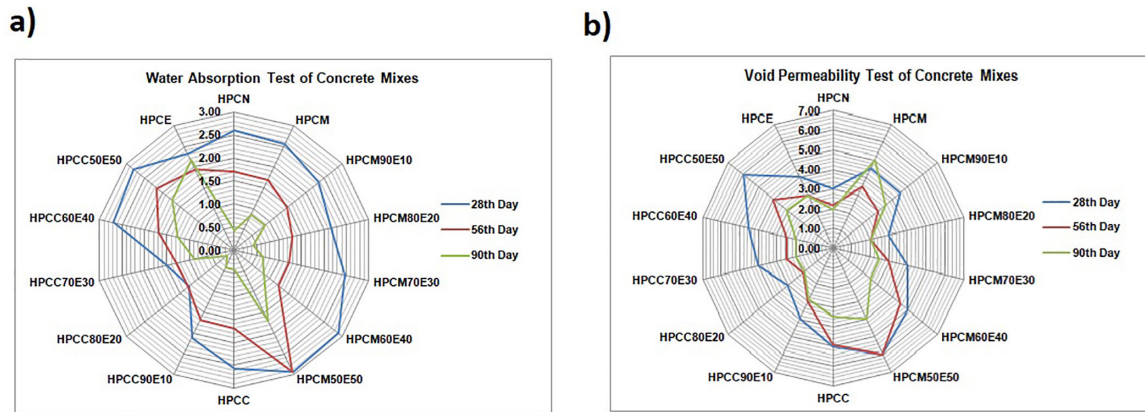 a)
Water Absorption Test of Concrete Mixes
HPCN
3.00
HPCE
HPCM
2.50
HPCC50E50
2.00
HPCM90E10
1.50
1.00
HPCC60E40
0.50
HPCM80E20
0.00
HPCC70E30
HPCM70E30
HPCC80E20
HPCM60E40
HPCC90E10
HPCM50E50
HPCC
28th Day
56th Day
90th Day
b)
Void Permeability Test of Concrete Mixes
HPCN
7.00
HPCE
HPCM
6.00
5.00
HPCC50E50
HPCM90E10
4.00
3.00
2.00
HPCC60E40
HPCM80E20
1.00
0.00
HPCC70E30
HPCM70E30
HPCC80E20
HPCM60E40
HPCC90E10
HPCM50E50
HPCC
28th Day
56th Day
90th Day